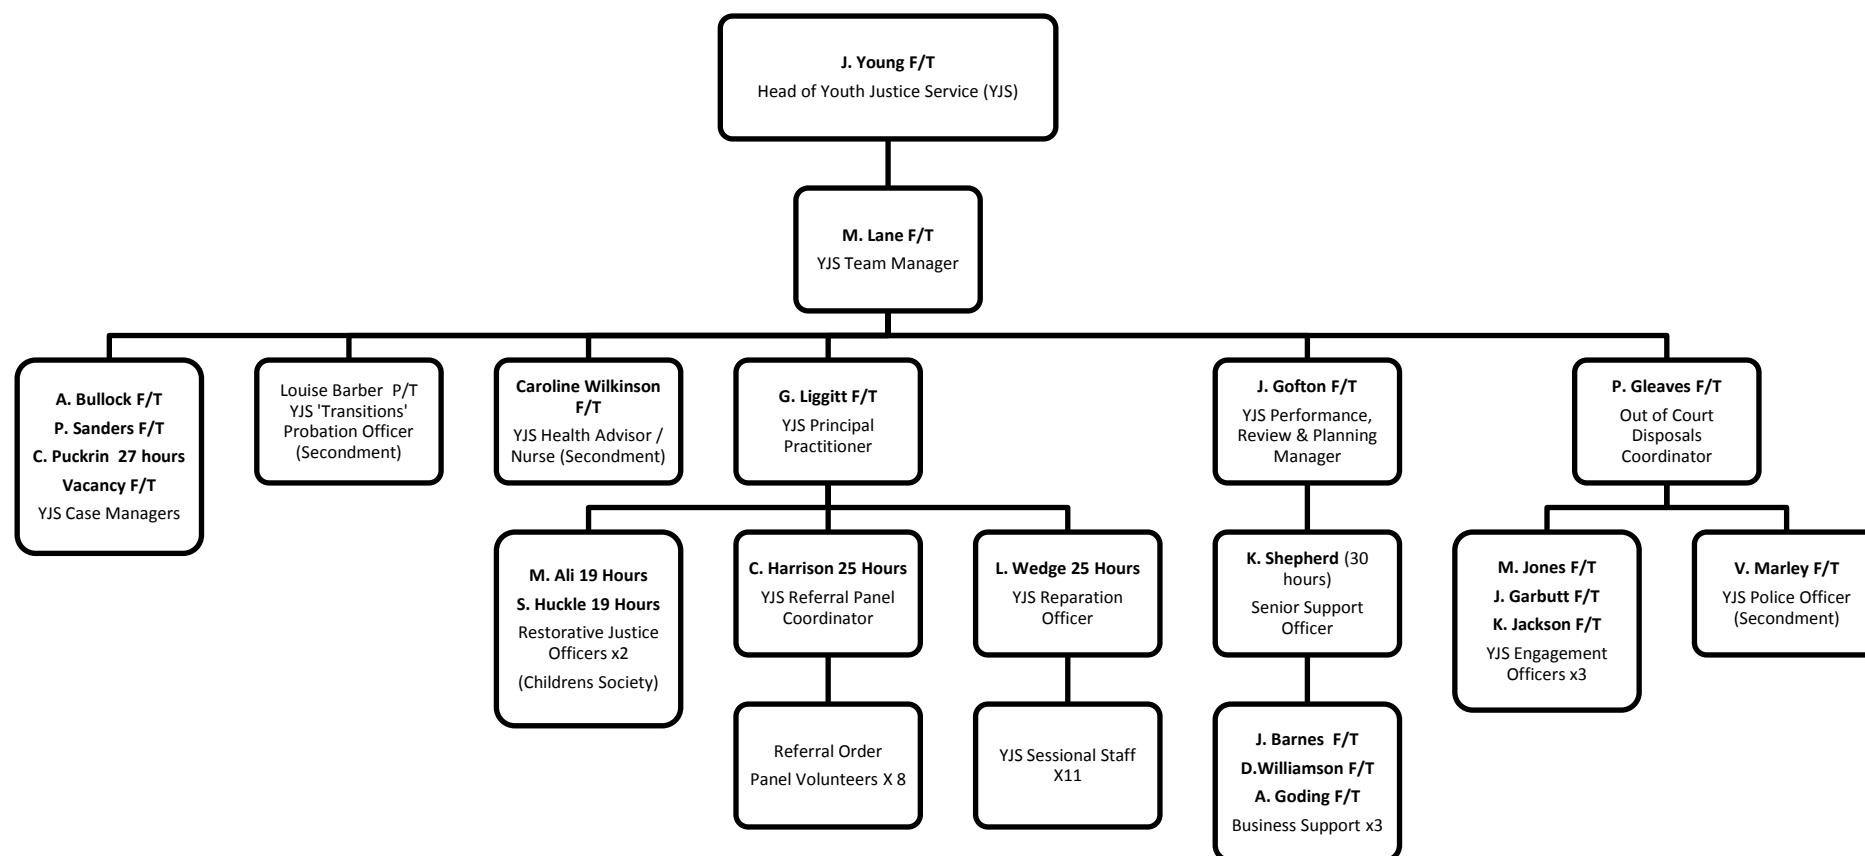 J. Young F/T
Head of Youth Justice Service (YJS)
M. Lane F/T
YJS Team Manager
A. Bullock F/T
P. Sanders F/T
C. Puckrin 27 hours
Vacancy F/T
YJS Case Managers
Louise Barber P/T
YJS 'Transitions'
Probation Officer
(Secondment)
Caroline Wilkinson
F/T
YJS Health Advisor /
Nurse (Secondment)
G. Liggitt F/T
YJS Principal
Practitioner
J. Gofton F/T
YJS Performance,
Review & Planning
Manager
P. Gleaves F/T
Out of Court
Disposals
Coordinator
M. Ali 19 Hours
S. Huckle 19 Hours
Restorative Justice
Officers x2
(Childrens Society)
C. Harrison 25 Hours
YJS Referral Panel
Coordinator
L. Wedge 25 Hours
YJS Reparation
Officer
K. Shepherd (30
hours)
Senior Support
Officer
M. Jones F/T
J. Garbutt F/T
K. Jackson F/T
YJS Engagement
Officers x3
V. Marley F/T
YJS Police Officer
(Secondment)
Referral Order
Panel Volunteers X 8
YJS Sessional Staff
X11
J. Barnes F/T
D.Williamson F/T
A. Goding F/T
Business Support x3